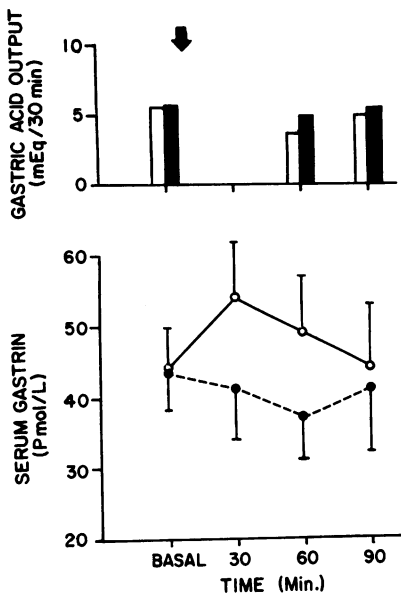 GASTRIC ACID OUTPUT
(mEq/30 min)
10
5
0
SERUM GASTRIN
(Pmol/L)
60
50
40
30
20
BASAL 30 60 90
TIME (Min.)